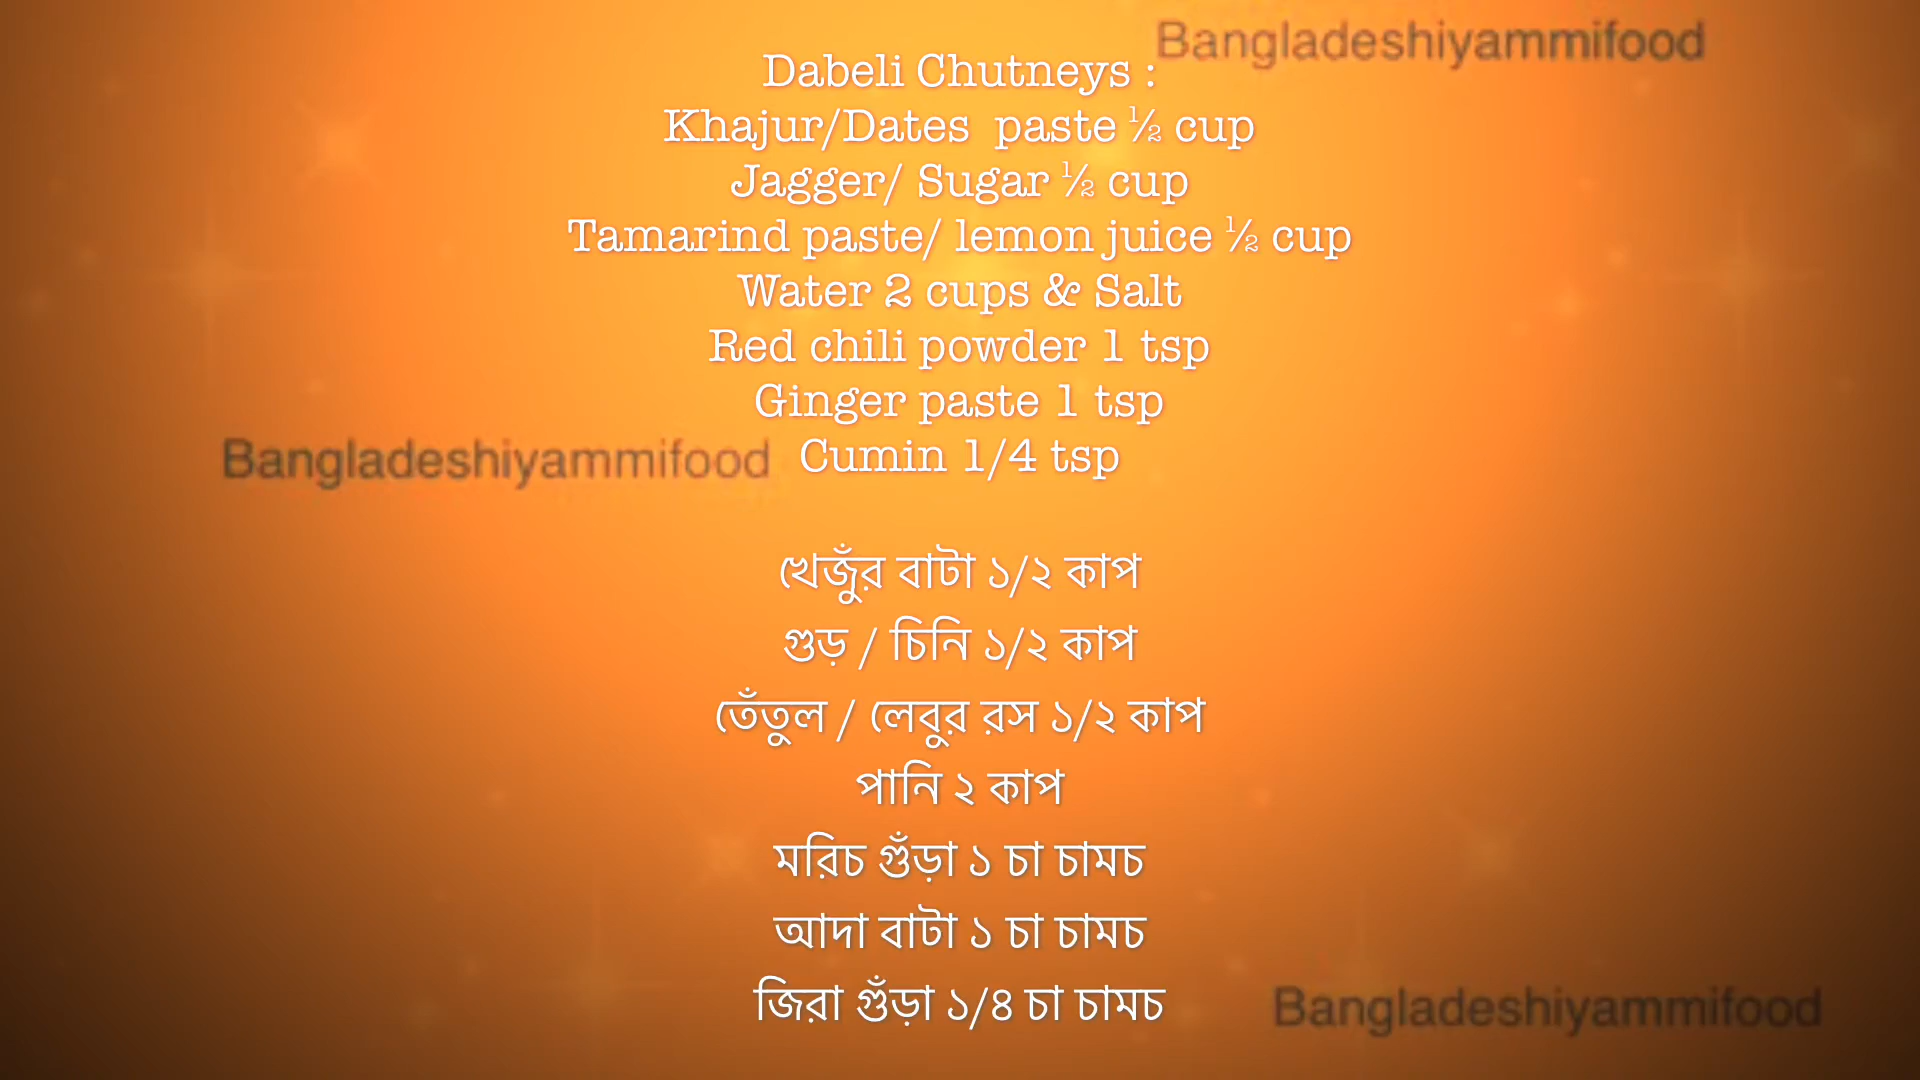 Bangladeshiyammifood
Dabeli Chutneys :
Khajur/Dates paste ½ cup
Jagger/ Sugar ½ cup
Tamarind paste/ lemon juice ½ cup
Water 2 cups & Salt
Red chili powder 1 tsp
Ginger paste 1 tsp
Bangladeshiyammifood
Cumin 1/4 tsp
খেজুঁর বাটা ১/২ কাপ
গুড় / চিনি ১/২ কাপ
তেঁতুল / লেবুর রস ১/২ কাপ
পানি ২ কাপ
মরিচ গুঁড়া ১ চা চামচ
আদা বাটা ১ চা চামচ
জিরা গুঁড়া ১/৪ চা চামচ
Bangladeshiyammifood